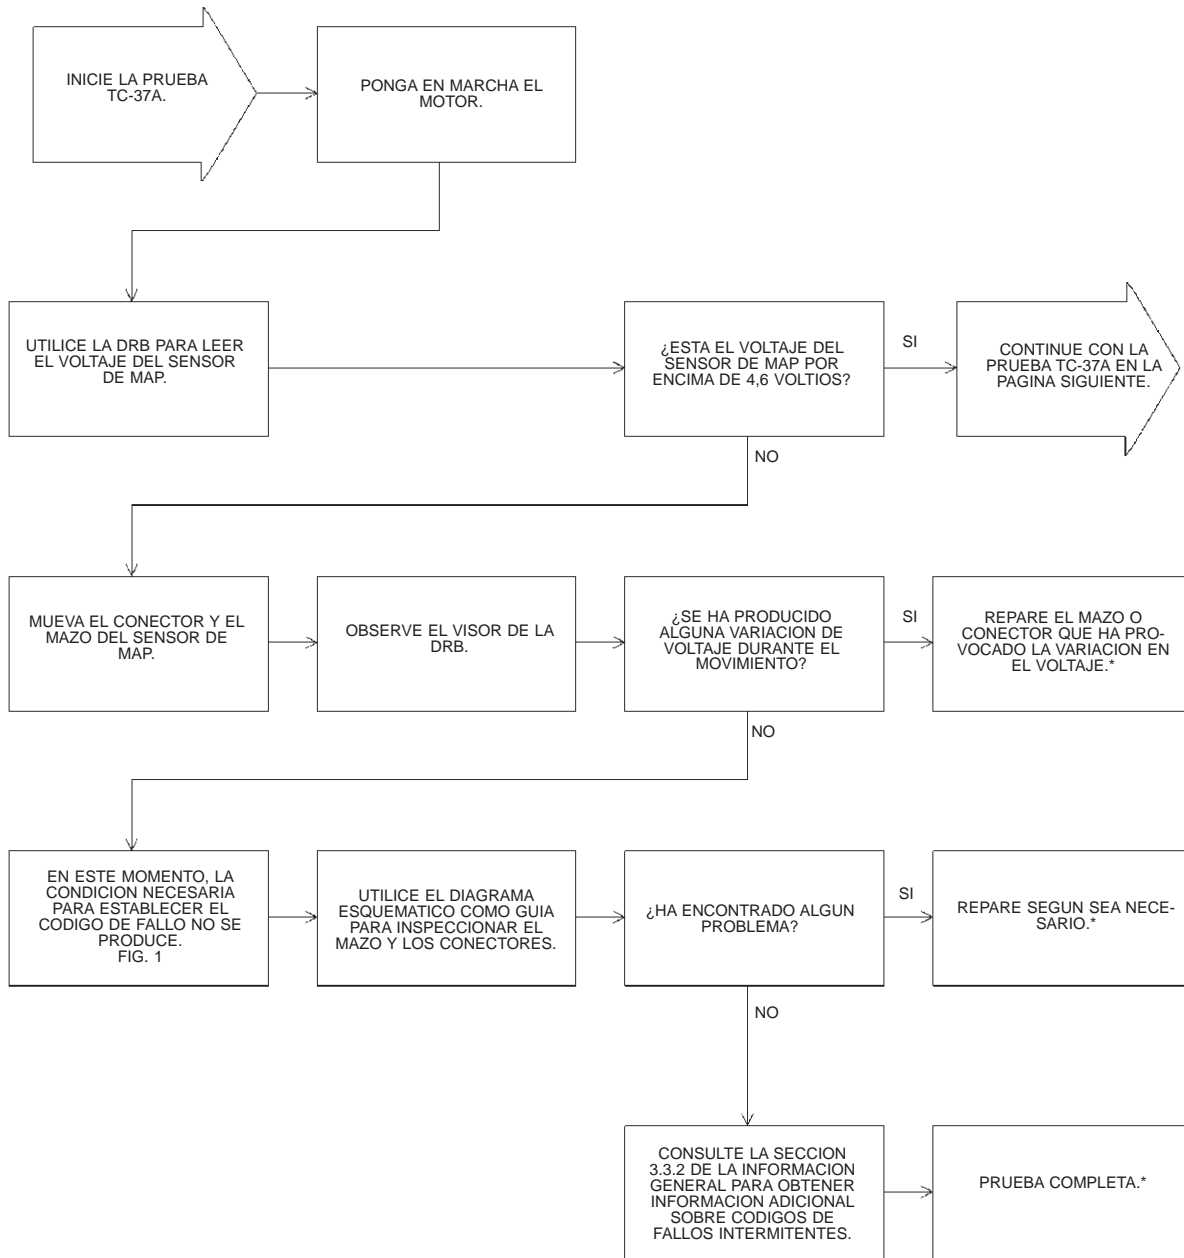 INICIE LA PRUEBA
TC-37A.
PONGA EN MARCHA EL
MOTOR.
UTILICE LA DRB PARA LEER
EL VOLTAJE DEL SENSOR
DE MAP.
¿ESTA EL VOLTAJE DEL
SENSOR DE MAP POR
ENCIMA DE 4,6 VOLTIOS?
SI
CONTINUE CON LA
PRUEBA TC-37A EN LA
PAGINA SIGUIENTE.
NO
MUEVA EL CONECTOR Y EL
MAZO DEL SENSOR DE
MAP.
OBSERVE EL VISOR DE LA
DRB.
¿SE HA PRODUCIDO
ALGUNA VARIACION DE
VOLTAJE DURANTE EL
MOVIMIENTO?
SI
REPARE EL MAZO O
CONECTOR QUE HA PRO-
VOCADO LA VARIACION EN
EL VOLTAJE.*
NO
EN ESTE MOMENTO, LA
CONDICION NECESARIA
PARA ESTABLECER EL
CODIGO DE FALLO NO SE
PRODUCE.
FIG. 1
UTILICE EL DIAGRAMA
ESQUEMATICO COMO GUIA
PARA INSPECCIONAR EL
MAZO Y LOS CONECTORES.
¿HA ENCONTRADO ALGUN
PROBLEMA?
SI
REPARE SEGUN SEA NECE-
SARIO.*
NO
CONSULTE LA SECCION
3.3.2 DE LA INFORMACION
GENERAL PARA OBTENER
INFORMACION ADICIONAL
SOBRE CODIGOS DE
FALLOS INTERMITENTES.
PRUEBA COMPLETA.*